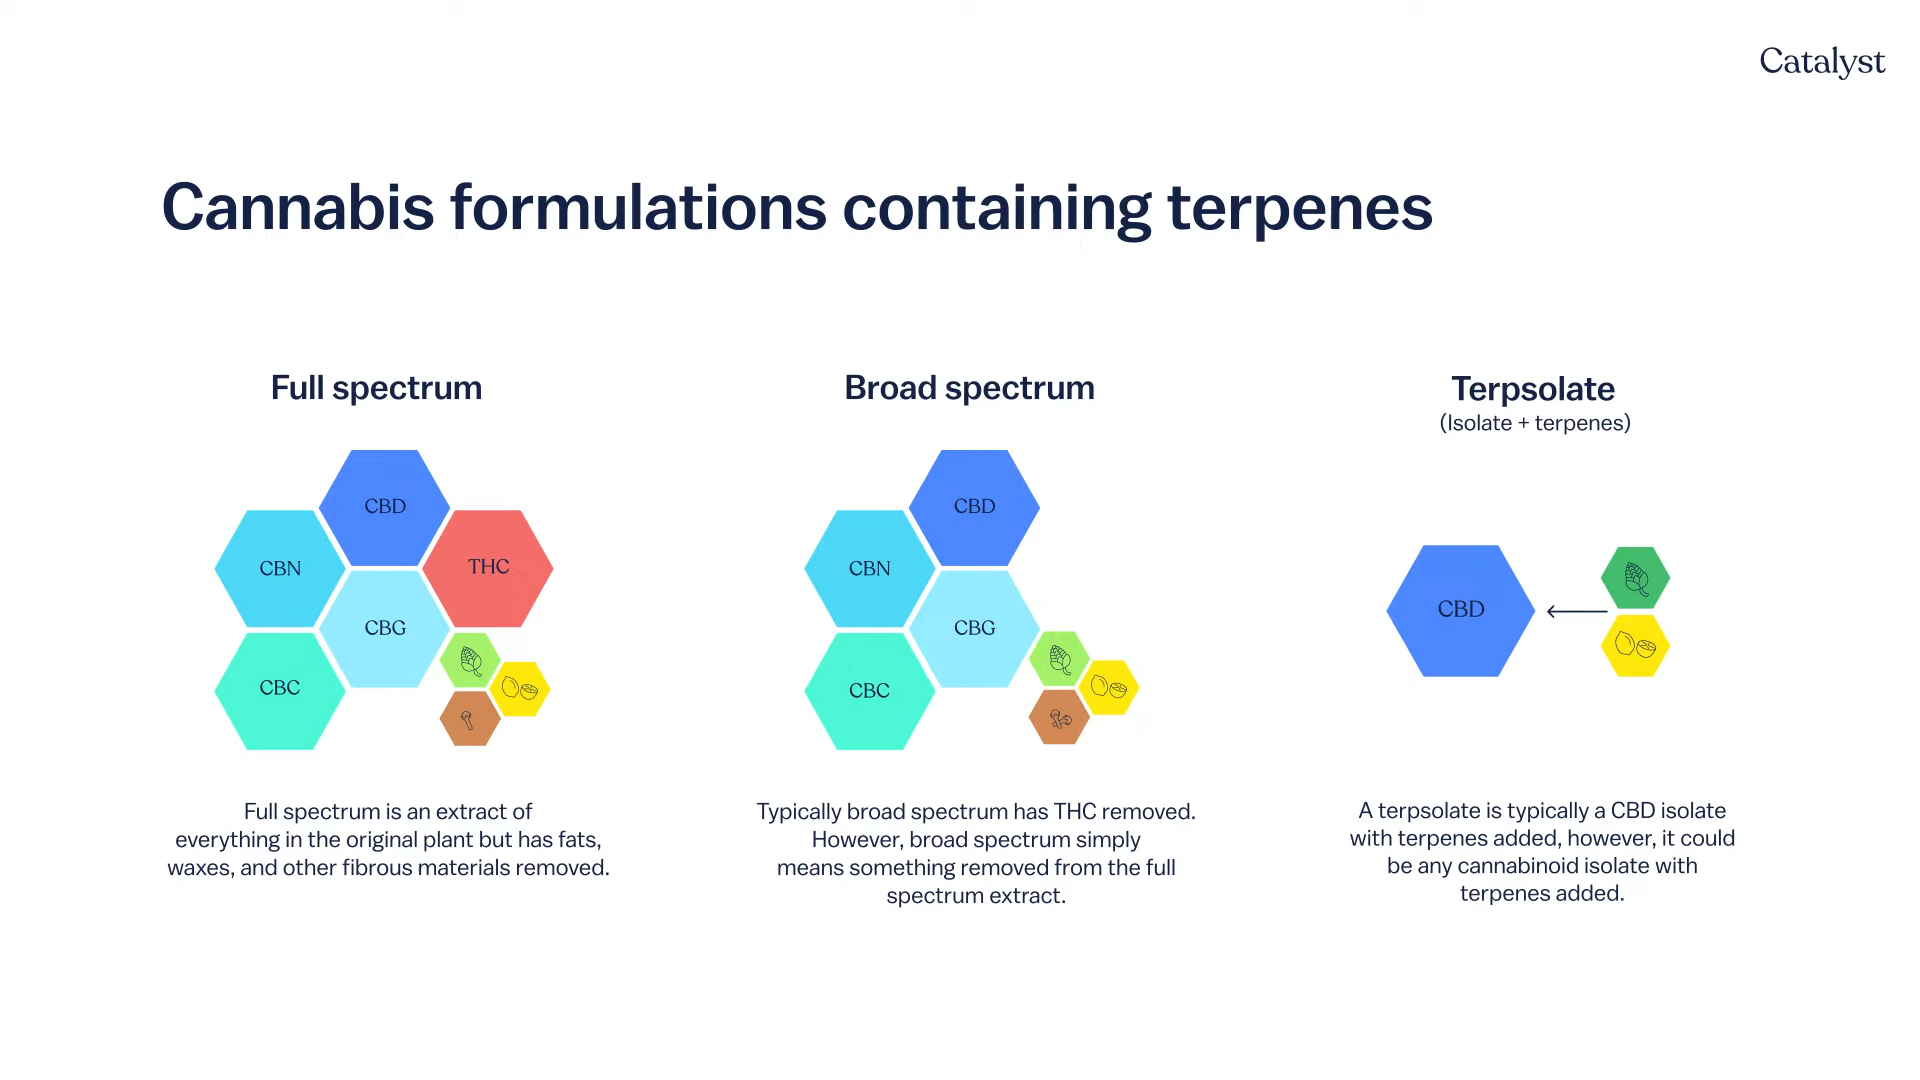 Catalyst
Cannabis formulations containing terpenes
Full spectrum
CBD
CBN
THC
CBG
CBC
Full spectrum is an extract of
everything in the original plant but has fats,
waxes, and other fibrous materials removed.
Broad spectrum
CBD
CBN
CBG
CBC
Typically broad spectrum has THC removed.
However, broad spectrum simply
means something removed from the full
spectrum extract.
Terpsolate
(Isolate + terpenes)
CBD
A terpsolate is typically a CBD isolate
with terpenes added, however, it could
be any cannabinoid isolate with
terpenes added.